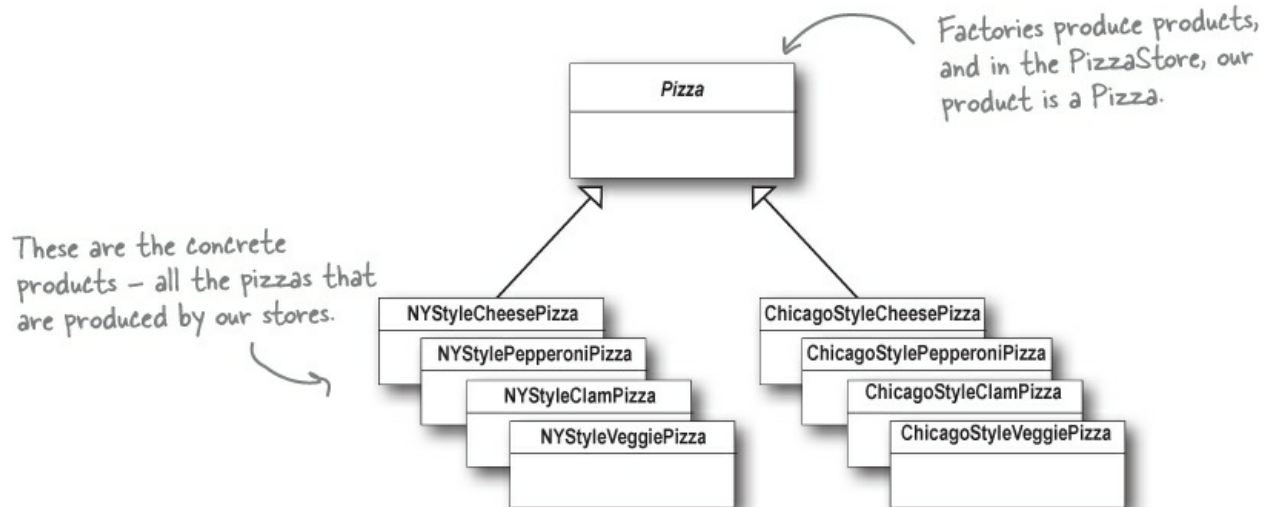 Factories produce products,
and in the PizzaStore, our
product is a Pizza.
Pizza
These are the concrete
products – all the pizzas that
are produced by our stores.
NYStyleCheesePizza
NYStylePepperoniPizza
NYStyleClamPizza
NYStyleVeggiePizza
ChicagoStyleCheesePizza
ChicagoStylePepperoniPizza
ChicagoStyleClamPizza
ChicagoStyleVeggiePizza